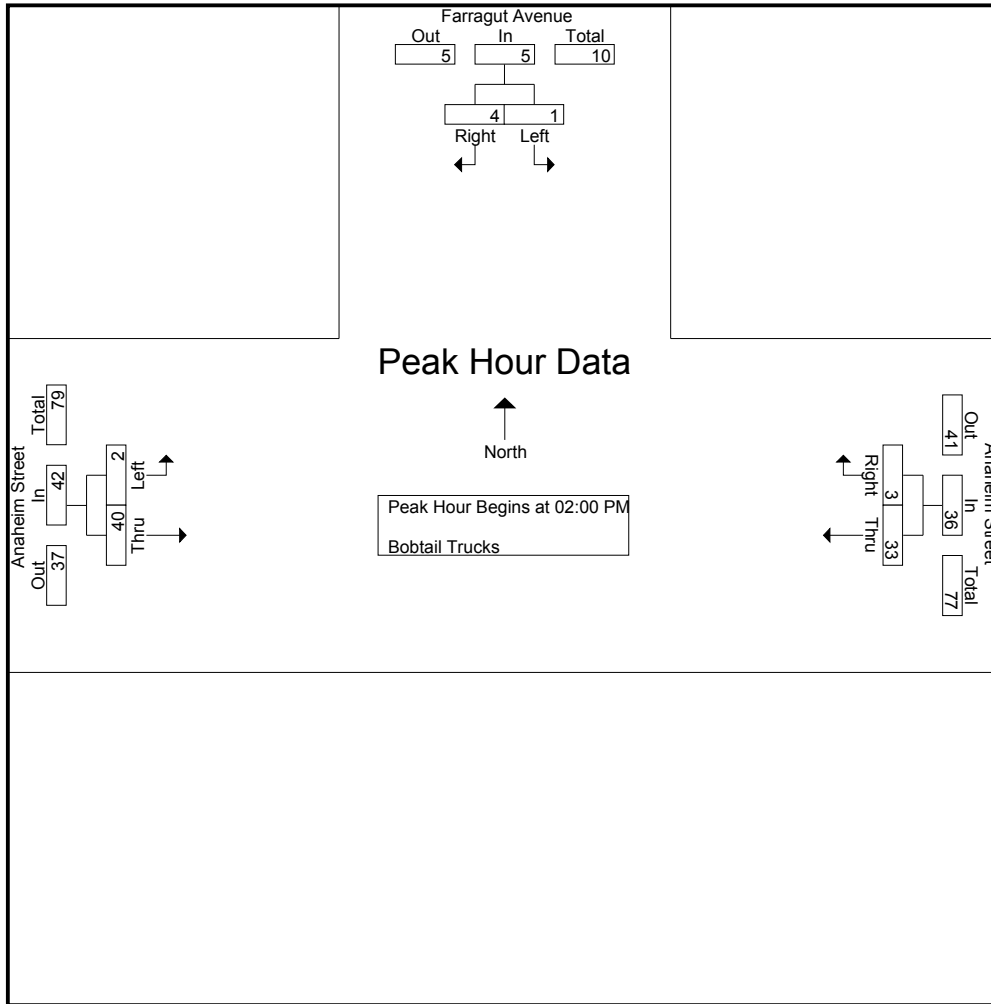 Farragut Avenue
Out In Total
5 5 10
4 1
Right Left
Peak Hour Data
North
Peak Hour Begins at 02:00 PM
Bobtail Trucks
Anaheim Street
Total In Out
79 42 37
2 40
Left Thru
Anaheim Street
Out In Total
41 36 77
3 33
Right Thru